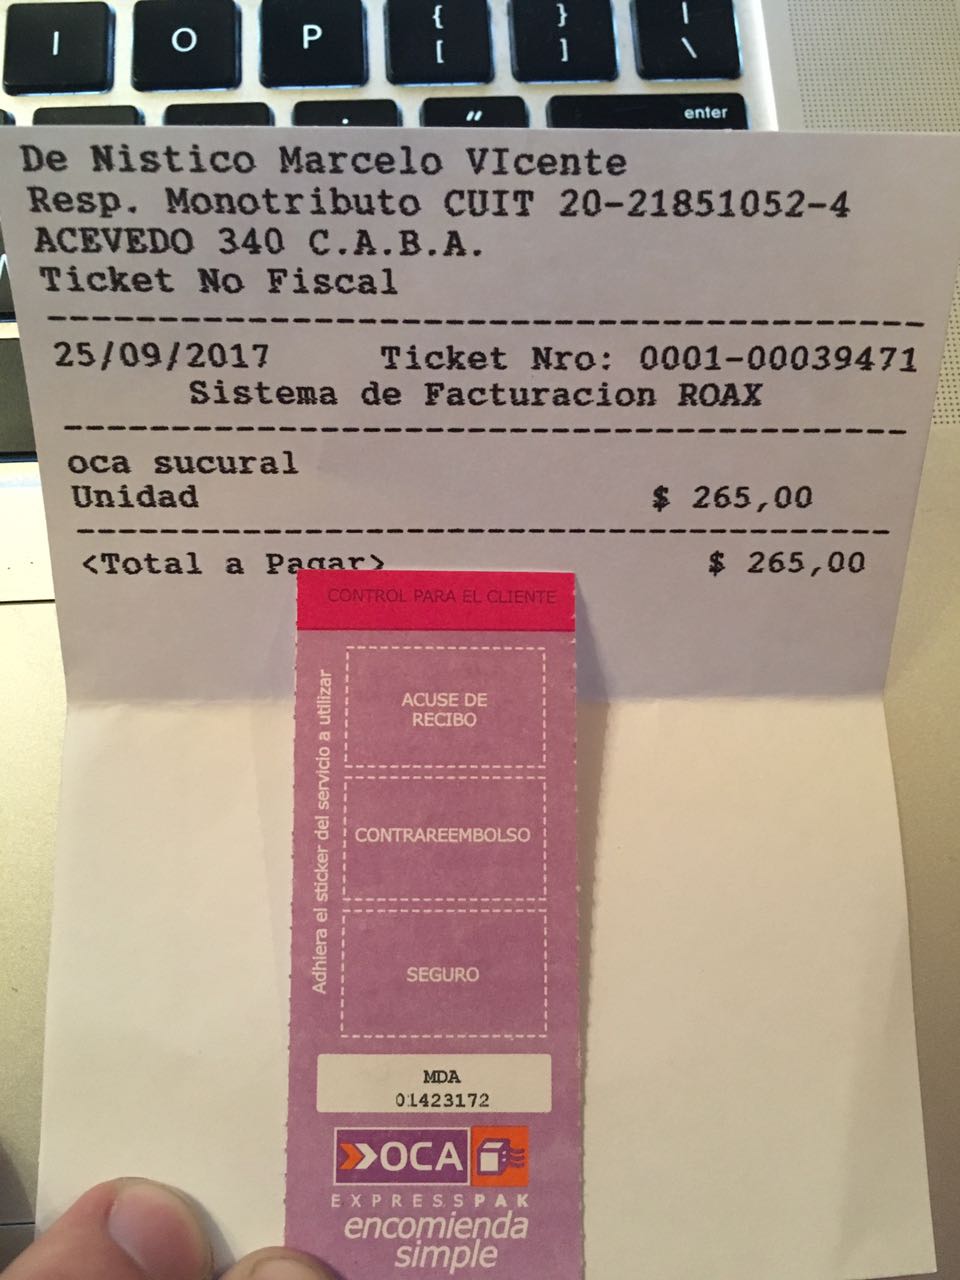 I O P { [ } ] | \
" enter
De Nistico Marcelo VIcente
Resp. Monotributo CUIT 20-21851052-4
ACEVEDO 340 C.A.B.A.
Ticket No Fiscal
25/09/2017 Ticket Nro: 0001-00039471
Sistema de Facturacion ROAX
oca sucural
Unidad $ 265,00
<Total a Pagar> $ 265,00
CONTROL PARA EL CLIENTE
Adhiera el sticker del servicio a utilizar
ACUSE DE
RECIBO
CONTRAREEMBOLSO
SEGURO
MDA
01423172
OCA
EXPRESSPAK
encomienda
simple